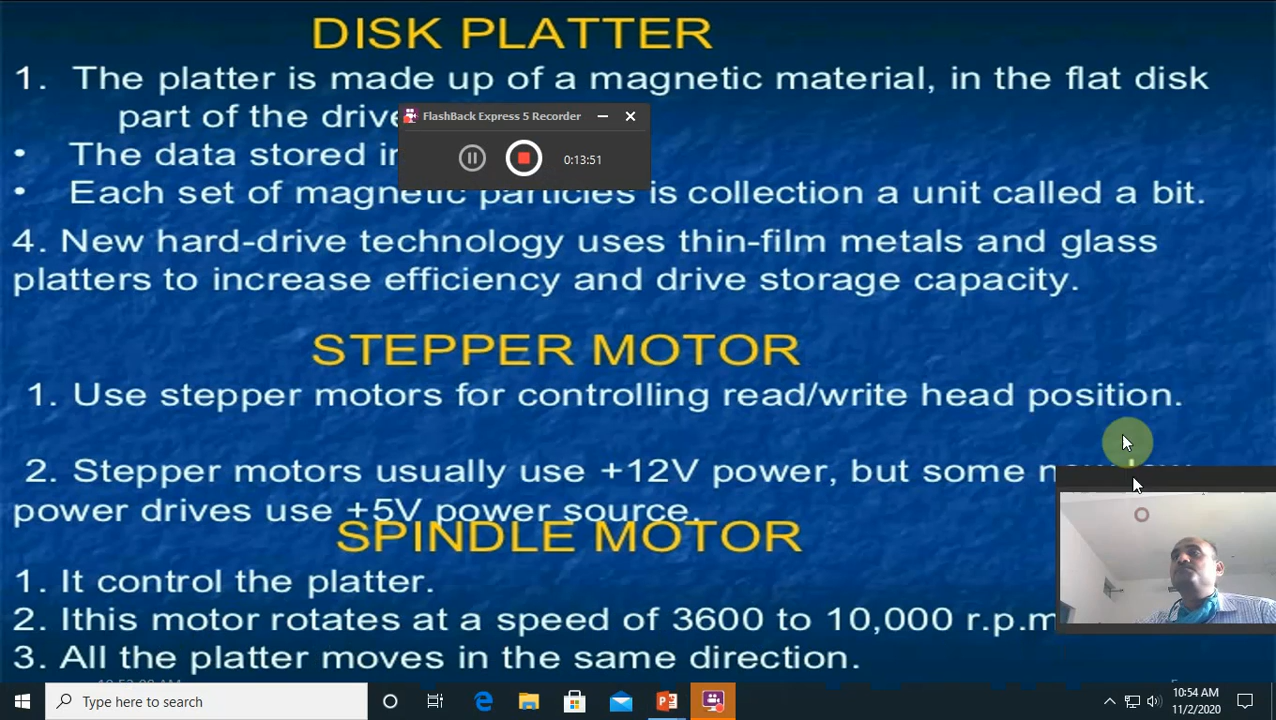 DISK PLATTER
1. The platter is made up of a magnetic material, in the flat disk
part of the drive
FlashBack Express 5 Recorder
0:13:51
• The data stored in
• Each set of magnetic particles is collection a unit called a bit.
4. New hard-drive technology uses thin-film metals and glass
platters to increase efficiency and drive storage capacity.
STEPPER MOTOR
1. Use stepper motors for controlling read/write head position.
2. Stepper motors usually use +12V power, but some new low
power drives use +5V power source.
SPINDLE MOTOR
1. It control the platter.
2. Ithis motor rotates at a speed of 3600 to 10,000 r.p.m
3. All the platter moves in the same direction.
Type here to search
10:54 AM
11/2/2020